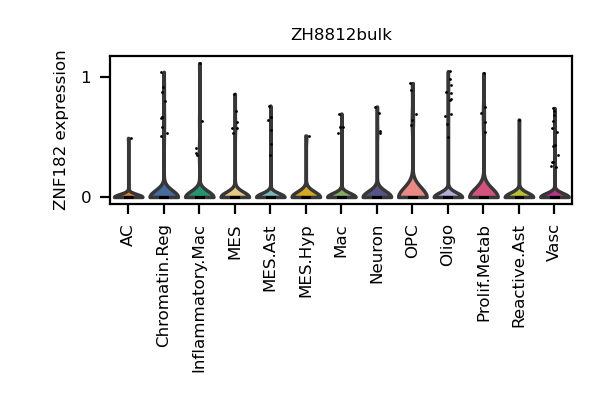 ZH8812bulk
ZNF182 expression
1
0
AC
Chromatin.Reg
Inflammatory.Mac
MES
MES.Ast
MES.Hyp
Mac
Neuron
OPC
Oligo
Prolif.Metab
Reactive.Ast
Vasc